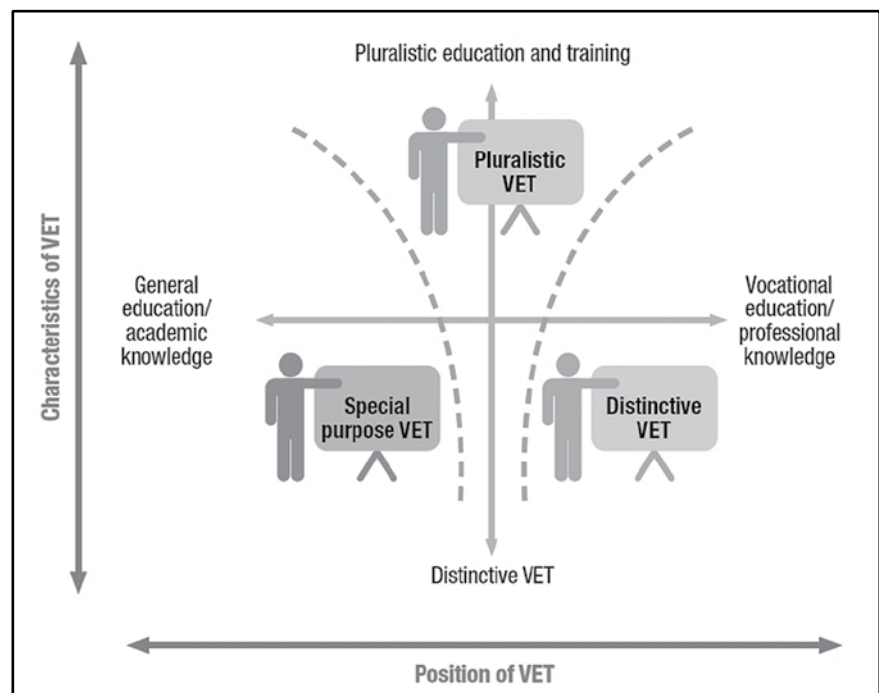 Pluralistic education and training
Pluralistic
VET
Characteristics of VET
General
education/
academic
knowledge
Vocational
education/
professional
knowledge
Special
purpose VET
Distinctive
VET
Distinctive VET
Position of VET